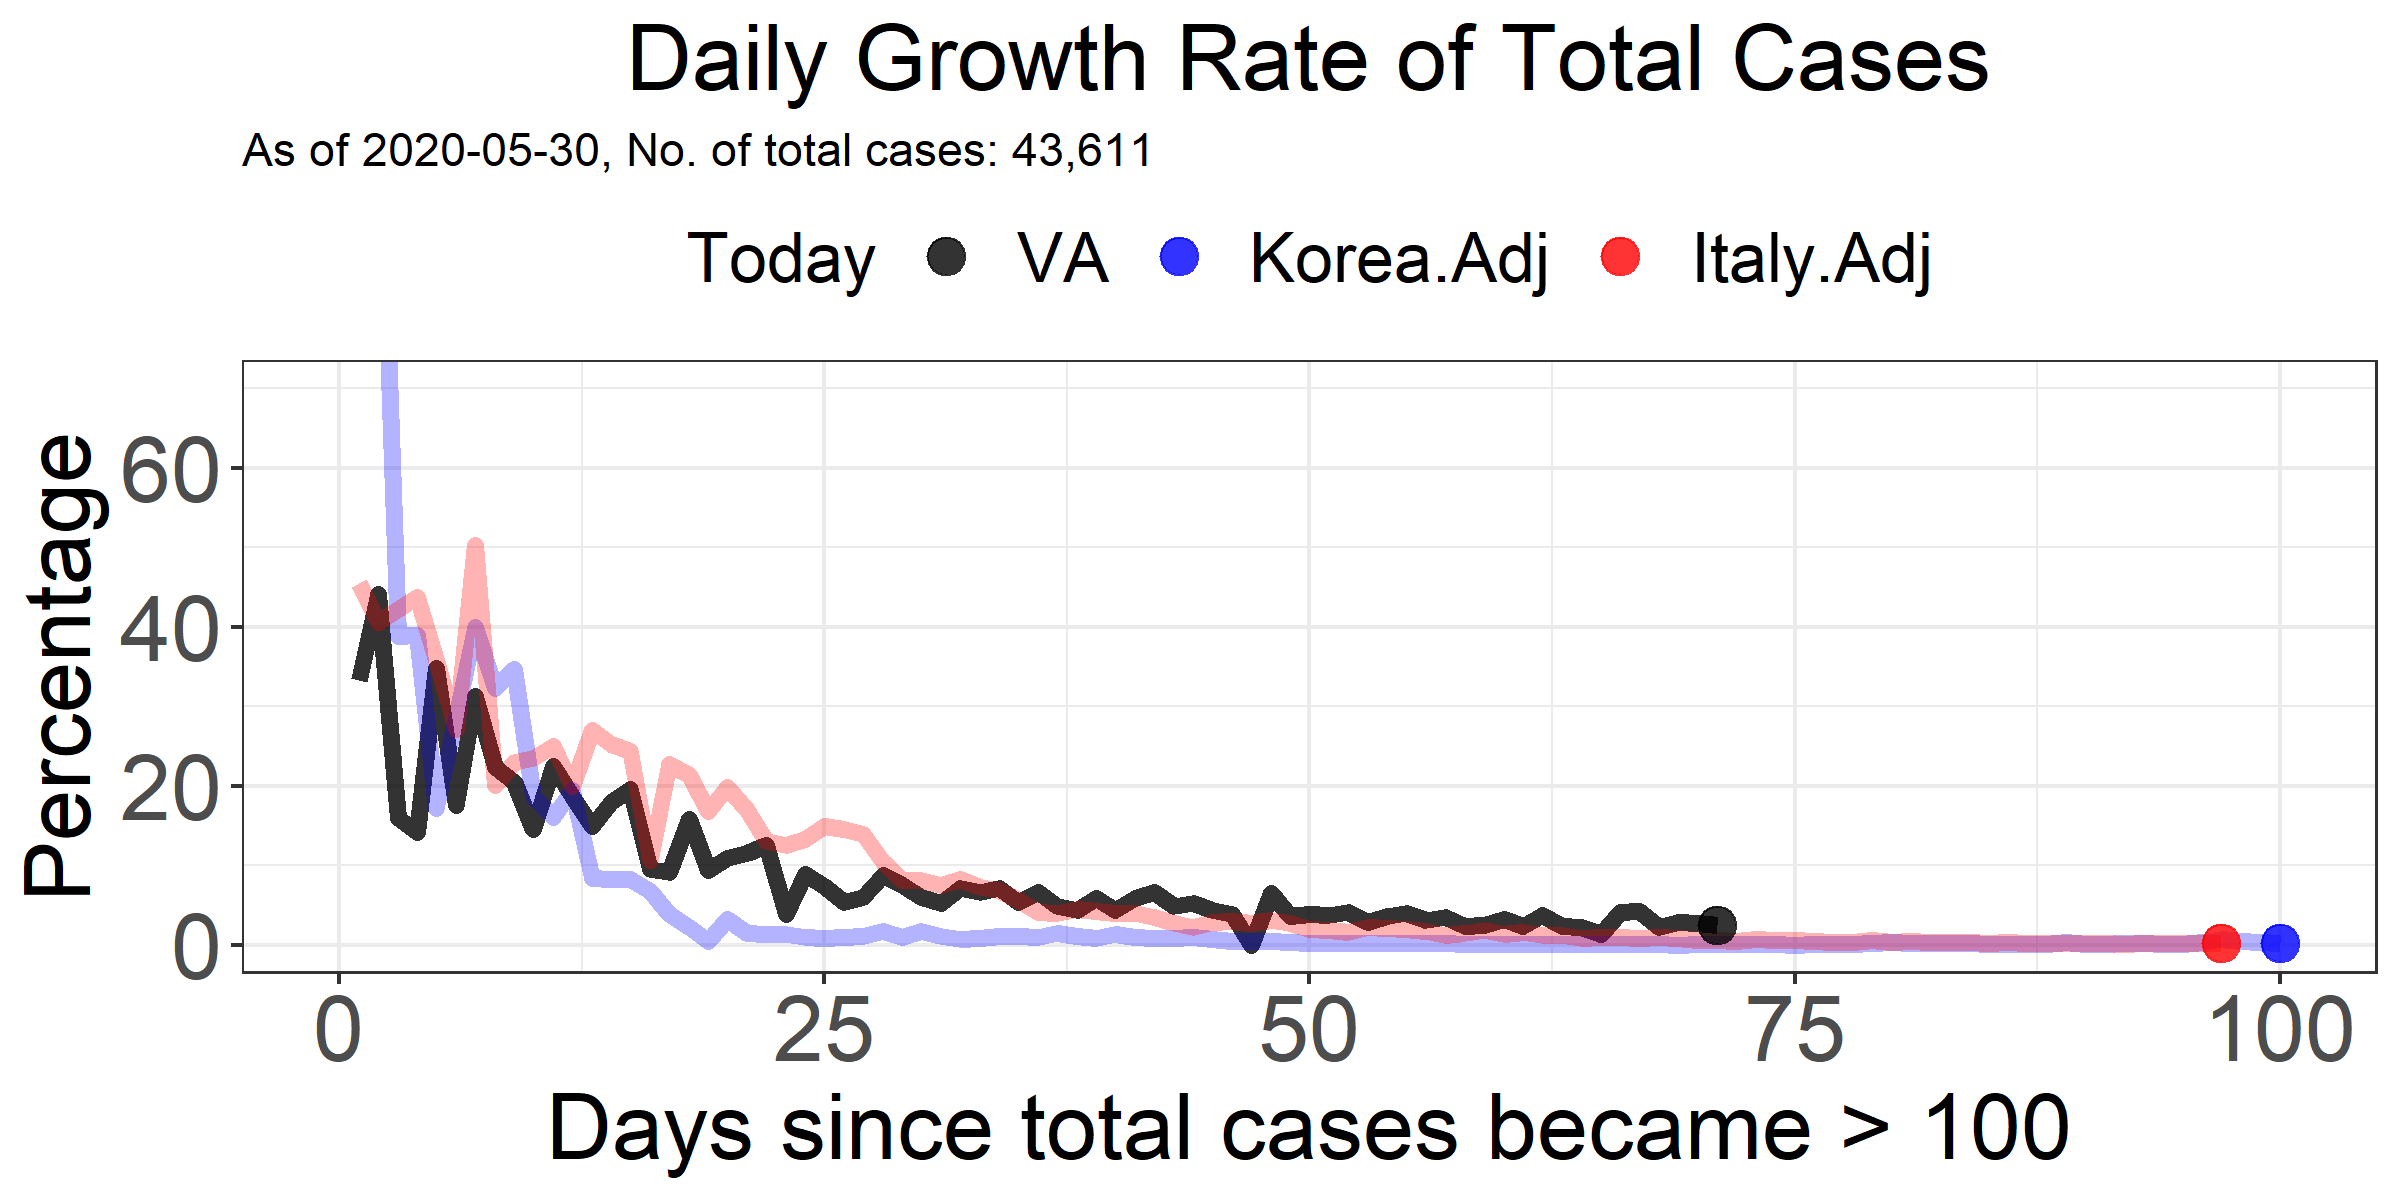 Daily Growth Rate of Total Cases
As of 2020-05-30, No. of total cases: 43,611
Today VA Korea.Adj Italy.Adj
Percentage
60
40
20
0
0 25 50 75 100
Days since total cases became > 100